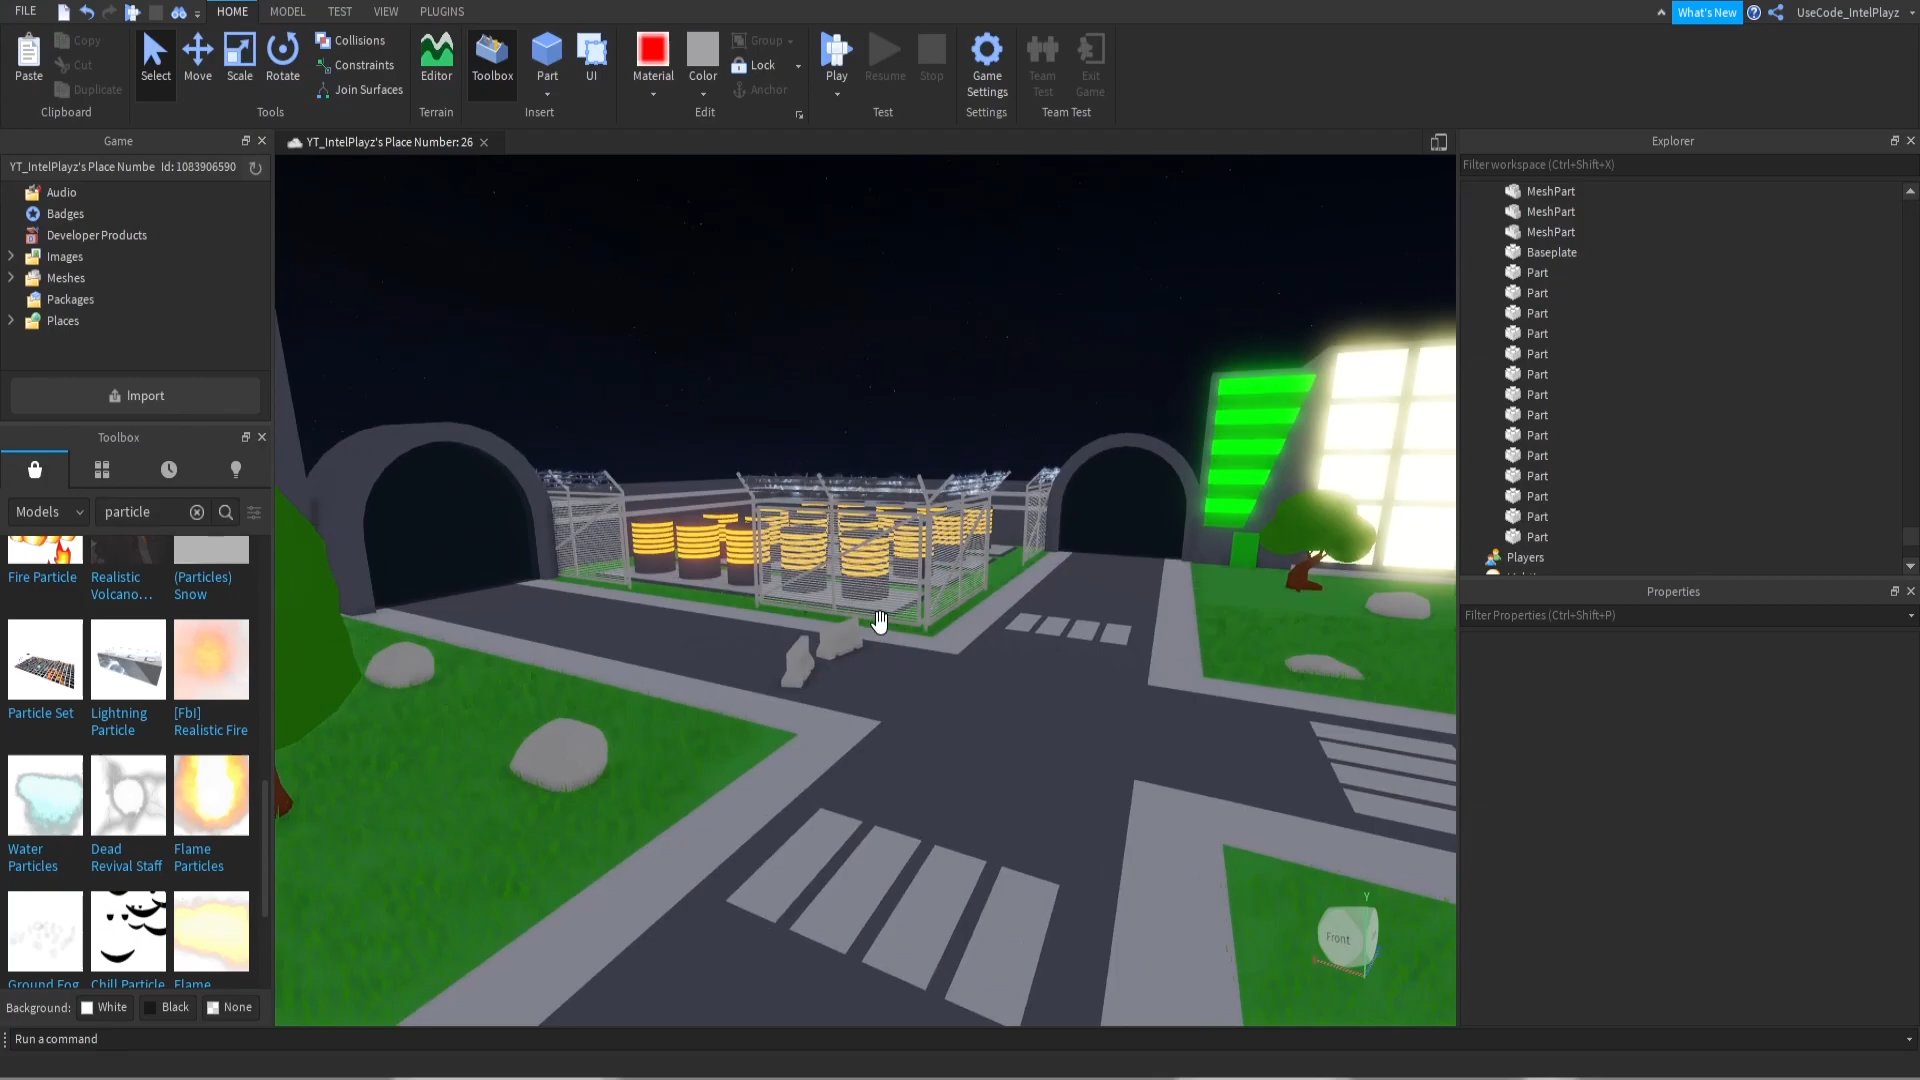 FILE HOME MODEL TEST VIEW PLUGINS What's New UseCode_IntelPlayz
Paste Copy Cut Duplicate
Clipboard
Select Move Scale Rotate Collisions Constraints Join Surfaces
Tools
Editor
Terrain
Toolbox Part UI
Insert
Material Color Group Lock Anchor
Edit
Play Resume Stop
Test
Game Settings
Settings
Team Test Exit Game
Team Test
Game
YT_IntelPlayz's Place Numbe Id: 1083906590
Audio
Badges
Developer Products
Images
Meshes
Packages
Places
Import
Toolbox
Models particle
Fire Particle
Realistic Volcano...
(Particles) Snow
Particle Set
Lightning Particle
[FbI] Realistic Fire
Water Particles
Dead Revival Staff
Flame Particles
Ground Fog
Chill Particle
Flame
Background: White Black None
Run a command
YT_IntelPlayz's Place Number: 26
Front
Y
Explorer
Filter workspace (Ctrl+Shift+X)
MeshPart
MeshPart
MeshPart
Baseplate
Part
Part
Part
Part
Part
Part
Part
Part
Part
Part
Part
Part
Part
Part
Players
Properties
Filter Properties (Ctrl+Shift+P)